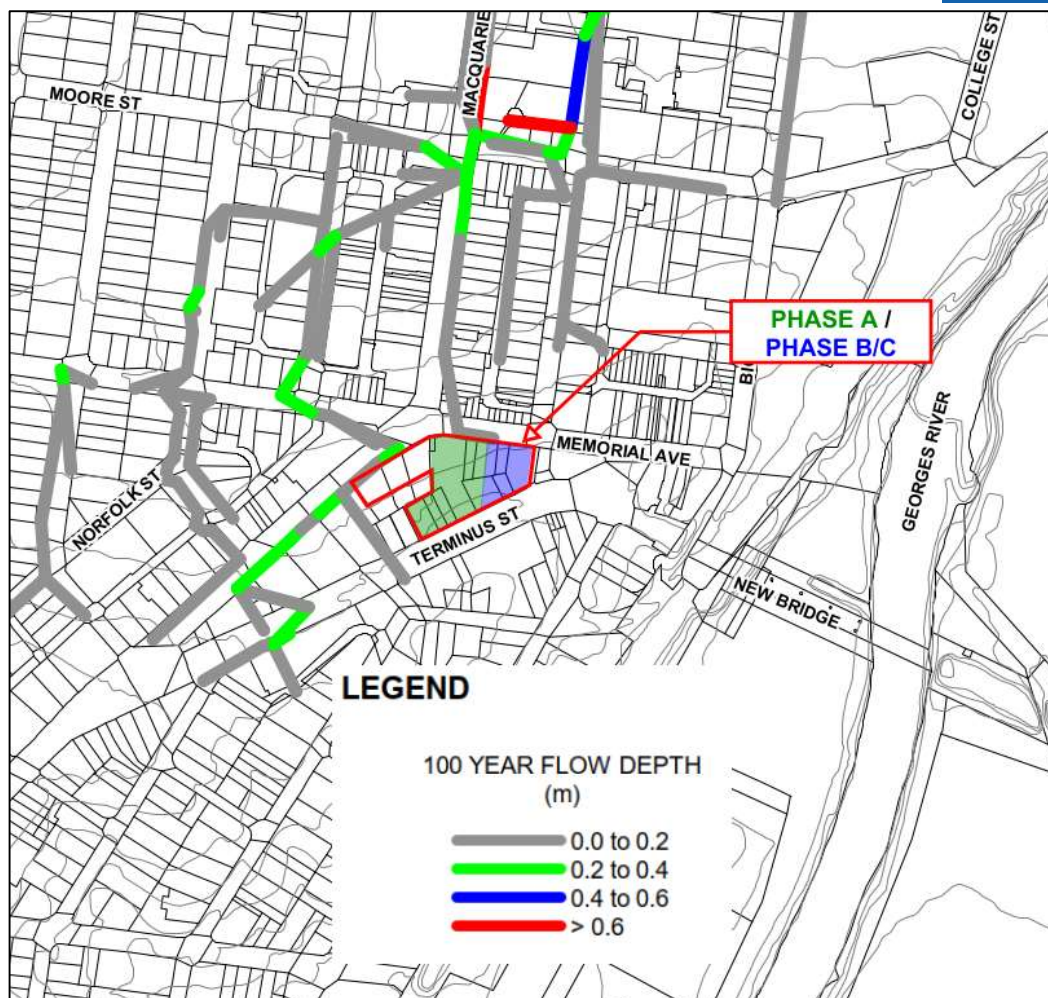 MACQUARIE
COLLEGE ST
MOORE ST
PHASE A /
PHASE B/C
GEORGES RIVER
MEMORIAL AVE
NORFOLK ST
TERMINUS ST
NEW BRIDGE
LEGEND
100 YEAR FLOW DEPTH
(m)
0.0 to 0.2
0.2 to 0.4
0.4 to 0.6
> 0.6